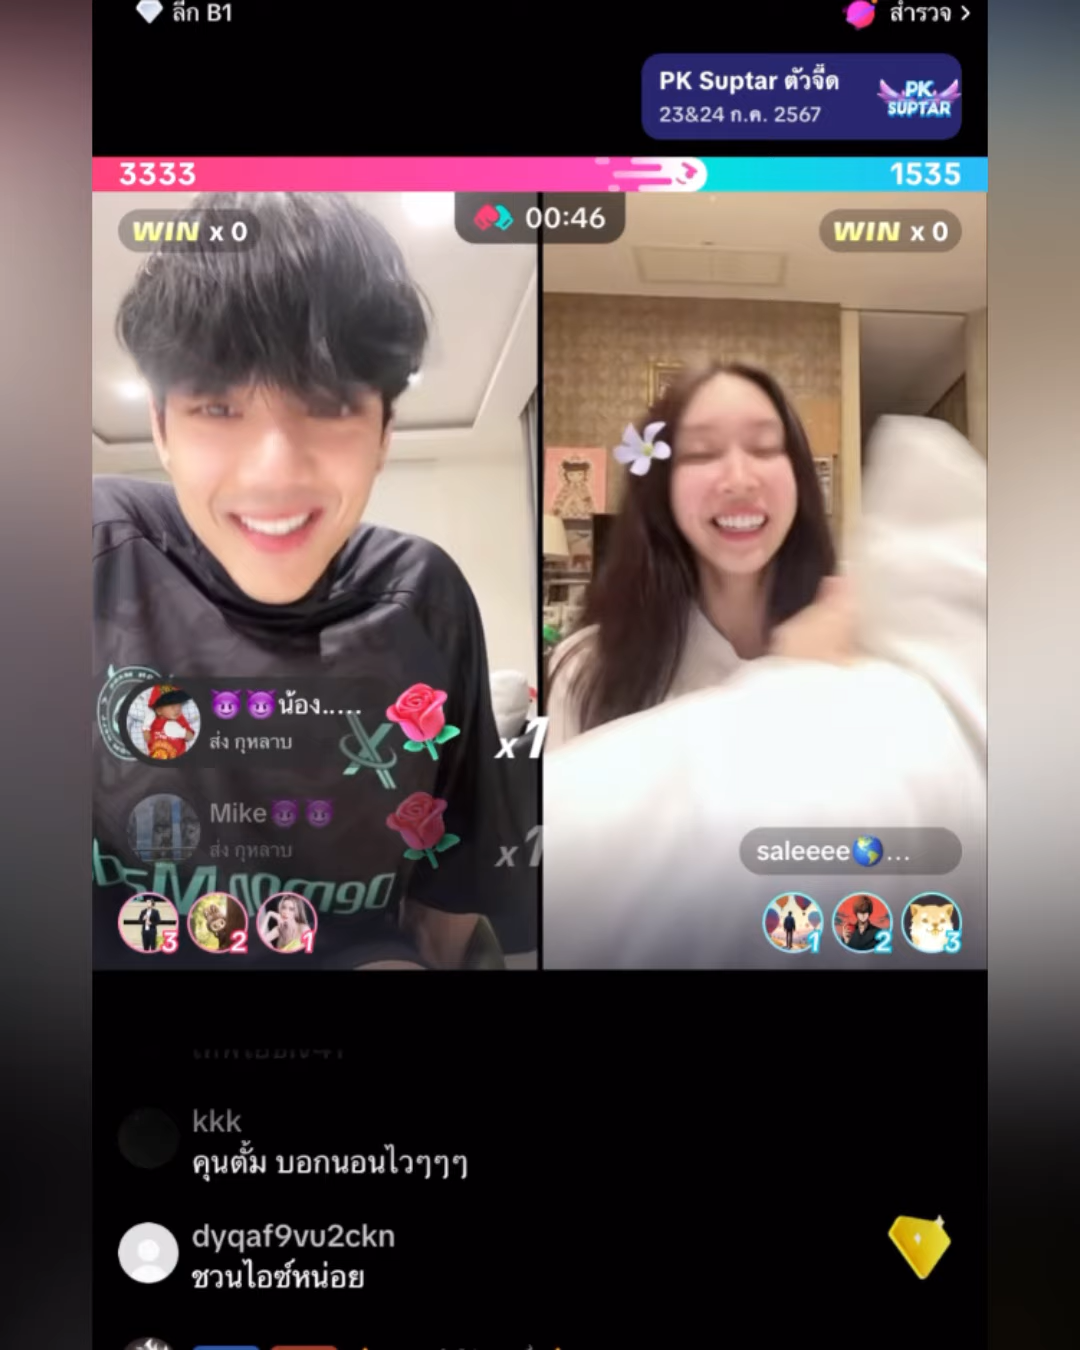 ลีก B1
สำรวจ >
PK Suptar ตัวจี๊ด
23&24 ก.ค. 2567
PK
SUPTAR
3333
1535
WIN x 0
00:46
WIN x 0
😈😈น้อง.....
ส่ง กุหลาบ
x1
Mike😈😈
ส่ง กุหลาบ
x1
saleeee🌎...
3
2
1
1
2
3
kkk
คุนตั้ม บอกนอนไวๆๆๆ
dyqaf9vu2ckn
ชวนไอซ์หน่อย